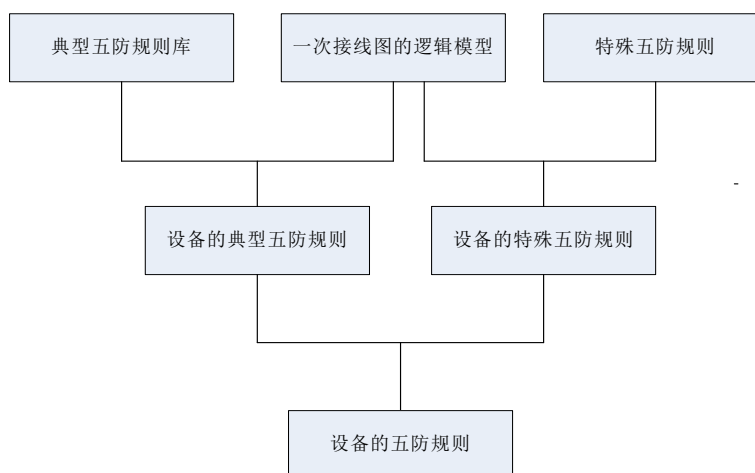 典型五防规则库
一次接线图的逻辑模型
特殊五防规则
-
设备的典型五防规则
设备的特殊五防规则
设备的五防规则